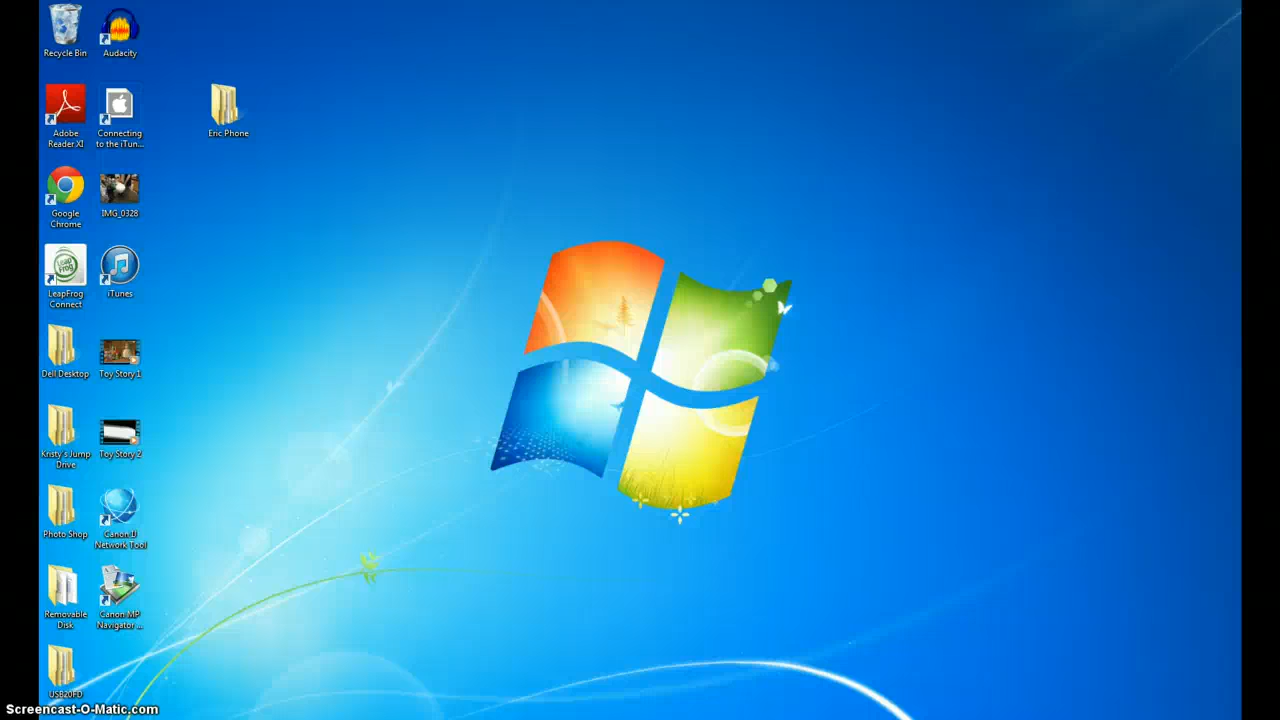 Recycle Bin
Audacity
Adobe
Reader XI
Connecting
to the iTun...
Eric Phone
Google
Chrome
IMG_0328
LeapFrog
Connect
iTunes
Dell Desktop
Toy Story 1
Kristy's Jump
Drive
Toy Story 2
Photo Shop
Canon IJ
Network Tool
Removable
Disk
Canon MP
Navigator ...
USB20FD
Screencast-O-Matic.com